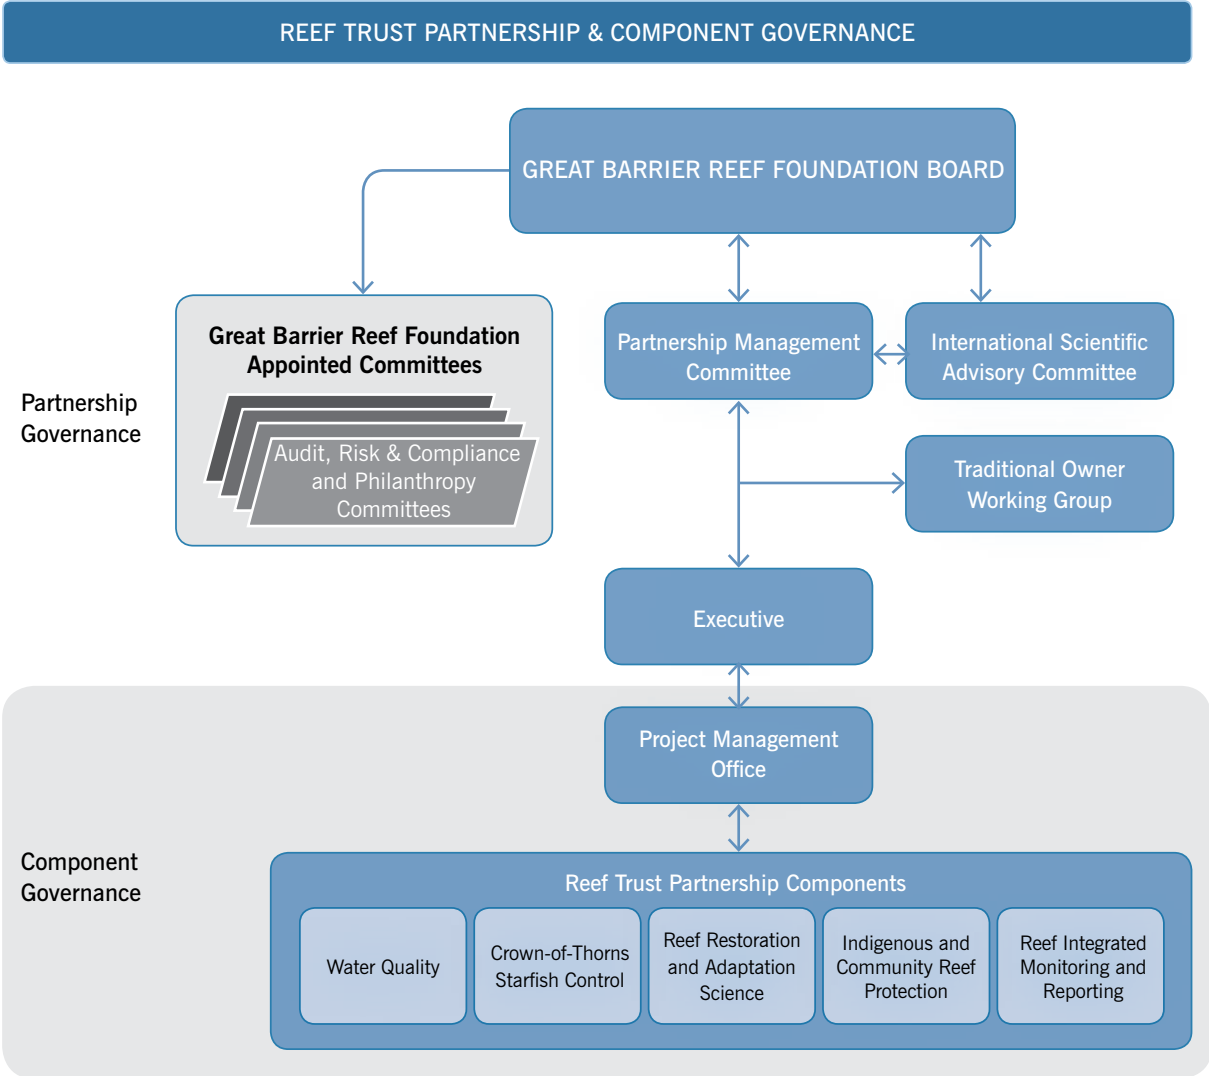 REEF TRUST PARTNERSHIP & COMPONENT GOVERNANCE
GREAT BARRIER REEF FOUNDATION BOARD
Partnership
Governance
Great Barrier Reef Foundation
Appointed Committees
Audit, Risk & Compliance
and Philanthropy
Committees
Partnership Management
Committee
International Scientific
Advisory Committee
Traditional Owner
Working Group
Executive
Component
Governance
Project Management
Office
Reef Trust Partnership Components
Water Quality
Crown-of-Thorns
Starfish Control
Reef Restoration
and Adaptation
Science
Indigenous and
Community Reef
Protection
Reef Integrated
Monitoring and
Reporting